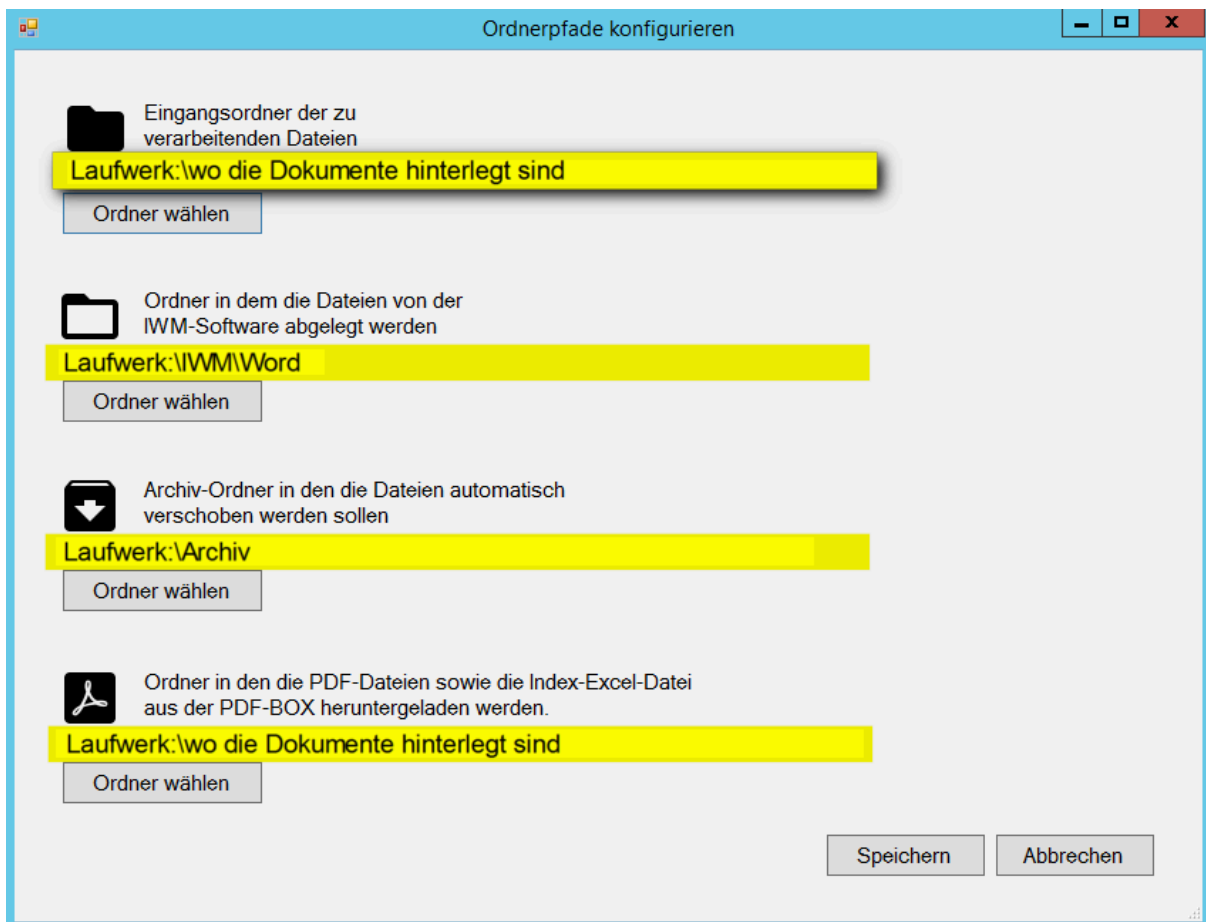 Ordnerpfade konfigurieren
Eingangsordner der zu
verarbeitenden Dateien
Laufwerk:\wo die Dokumente hinterlegt sind
Ordner wählen
Ordner in dem die Dateien von der
IWM-Software abgelegt werden
Laufwerk:\IWM\Word
Ordner wählen
Archiv-Ordner in den die Dateien automatisch
verschoben werden sollen
Laufwerk:\Archiv
Ordner wählen
Ordner in den die PDF-Dateien sowie die Index-Excel-Datei
aus der PDF-BOX heruntergeladen werden.
Laufwerk:\wo die Dokumente hinterlegt sind
Ordner wählen
Speichern Abbrechen